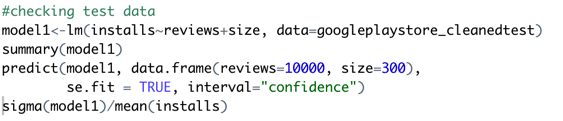 #checking test data
model1<-lm(installs~reviews+size, data=googleplaystore_cleanedtest)
summary(model1)
predict(model1, data.frame(reviews=10000, size=300),
se.fit = TRUE, interval="confidence")
sigma(model1)/mean(installs)